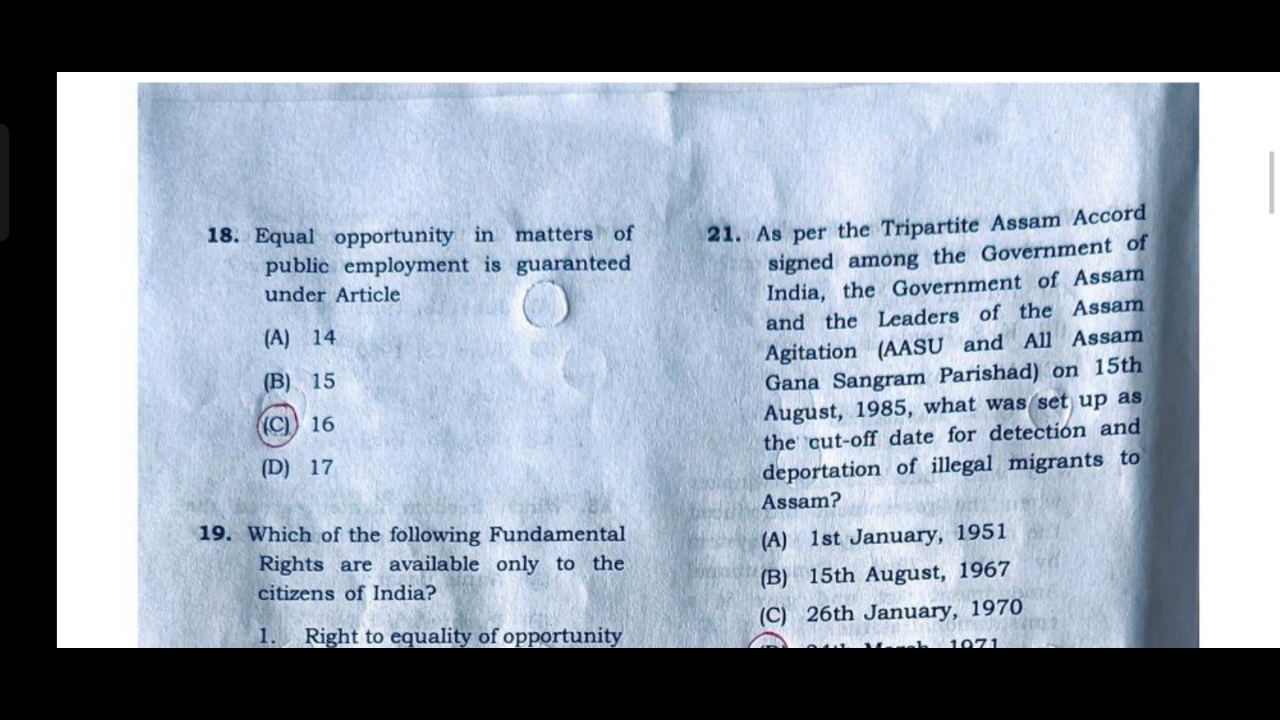 18. Equal opportunity in matters of
public employment is guaranteed
under Article
(A) 14
(B) 15
(C) 16
(D) 17
19. Which of the following Fundamental
Rights are available only to the
citizens of India?
1. Right to equality of opportunity
21. As per the Tripartite Assam Accord
signed among the Government of
India, the Government of Assam
and the Leaders of the Assam
Agitation (AASU and All Assam
Gana Sangram Parishad) on 15th
August, 1985, what was set up as
the cut-off date for detection and
deportation of illegal migrants to
Assam?
(A) 1st January, 1951
(B) 15th August, 1967
(C) 26th January, 1970
(D) 24th March, 1971